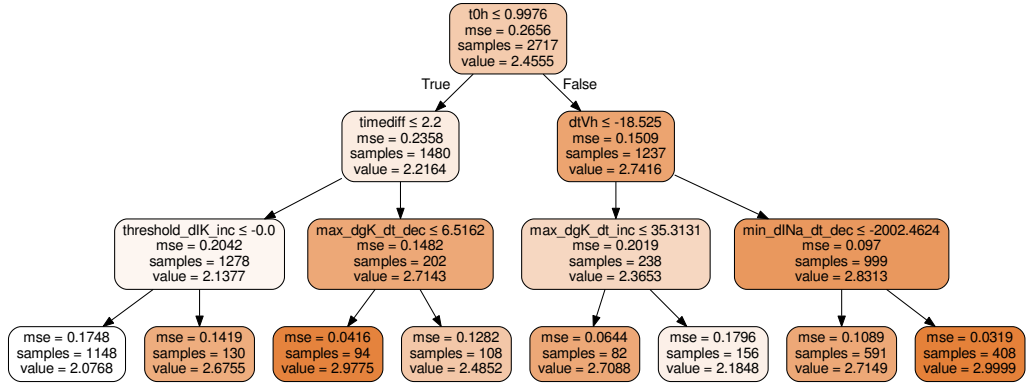 t0h ≤ 0.9976
mse = 0.2656
samples = 2717
value = 2.4555
True
False
timediff ≤ 2.2
mse = 0.2358
samples = 1480
value = 2.2164
dtVh ≤ -18.525
mse = 0.1509
samples = 1237
value = 2.7416
threshold_dIK_inc ≤ -0.0
mse = 0.2042
samples = 1278
value = 2.1377
max_dgK_dt_dec ≤ 6.5162
mse = 0.1482
samples = 202
value = 2.7143
max_dgK_dt_inc ≤ 35.3131
mse = 0.2019
samples = 238
value = 2.3653
min_dINa_dt_dec ≤ -2002.4624
mse = 0.097
samples = 999
value = 2.8313
mse = 0.1748
samples = 1148
value = 2.0768
mse = 0.1419
samples = 130
value = 2.6755
mse = 0.0416
samples = 94
value = 2.9775
mse = 0.1282
samples = 108
value = 2.4852
mse = 0.0644
samples = 82
value = 2.7088
mse = 0.1796
samples = 156
value = 2.1848
mse = 0.1089
samples = 591
value = 2.7149
mse = 0.0319
samples = 408
value = 2.9999